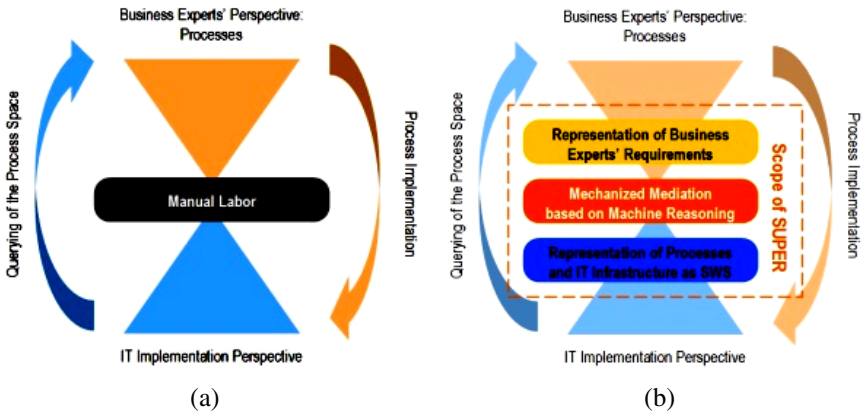 Business Experts' Perspective:
Processes
Querying of the Process Space
Manual Labor
Process Implementation
IT Implementation Perspective
(a)
Business Experts' Perspective:
Processes
Querying of the Process Space
Representation of Business
Experts' Requirements
Mechanized Mediation
based on Machine Reasoning
Representation of Processes
and IT Infrastructure as SWS
Scope of SUPER
Process Implementation
IT Implementation Perspective
(b)